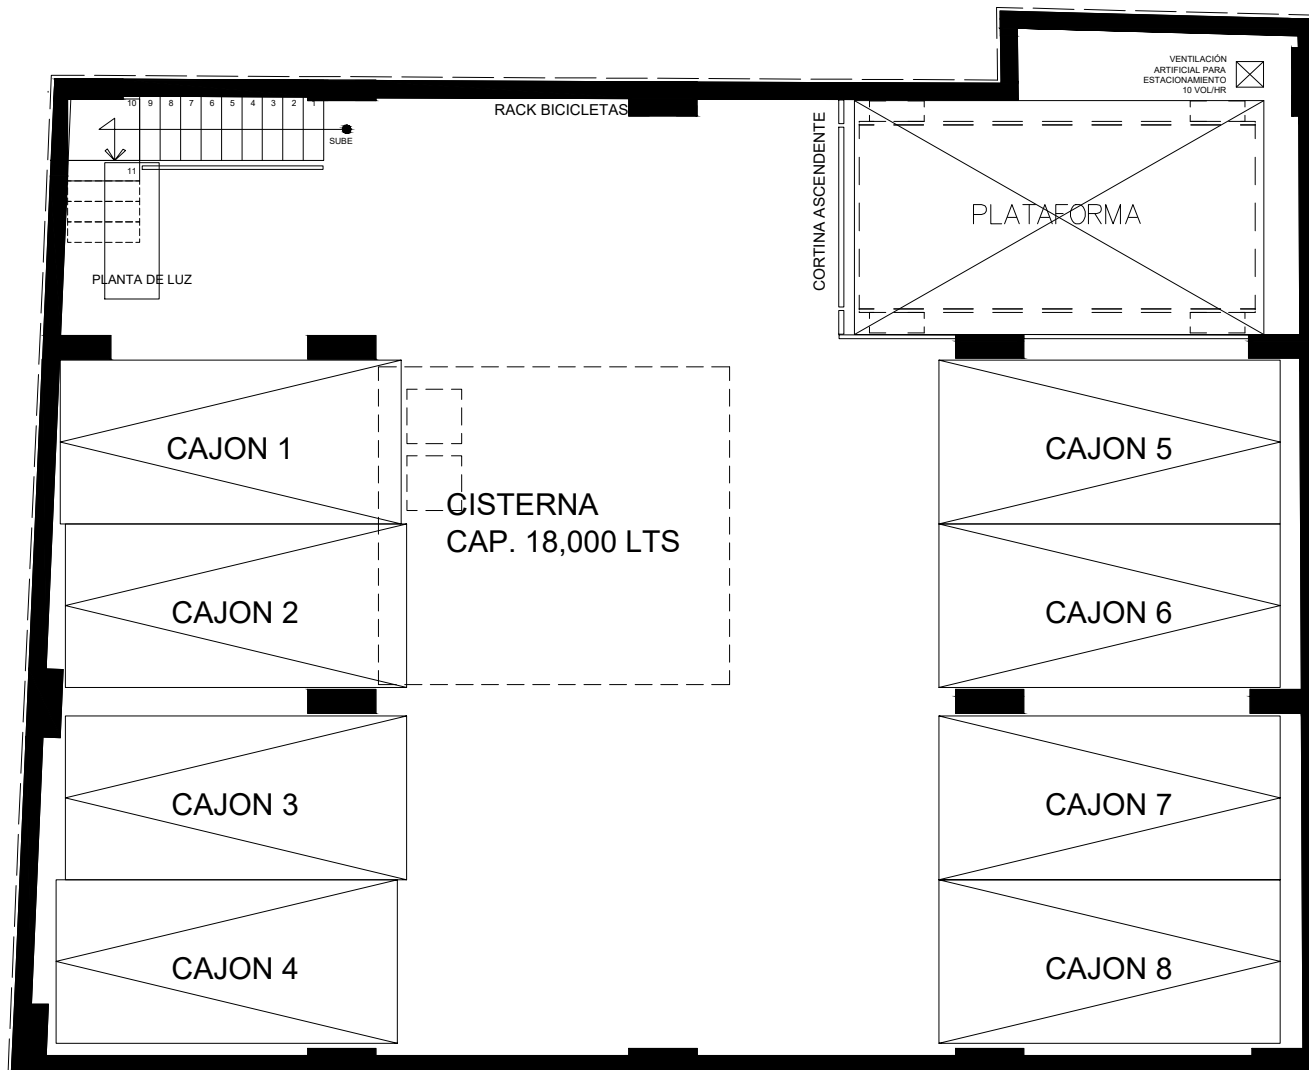 VENTILACIÓN
ARTIFICIAL PARA
ESTACIONAMIENTO
10 VOL/HR
10 9 8 7 6 5 4 3 2 1
RACK BICICLETAS
SUBE
11
CORTINA ASCENDENTE
PLATAFORMA
PLANTA DE LUZ
CAJON 1
CAJON 5
CISTERNA
CAP. 18,000 LTS
CAJON 2
CAJON 6
CAJON 3
CAJON 7
CAJON 4
CAJON 8